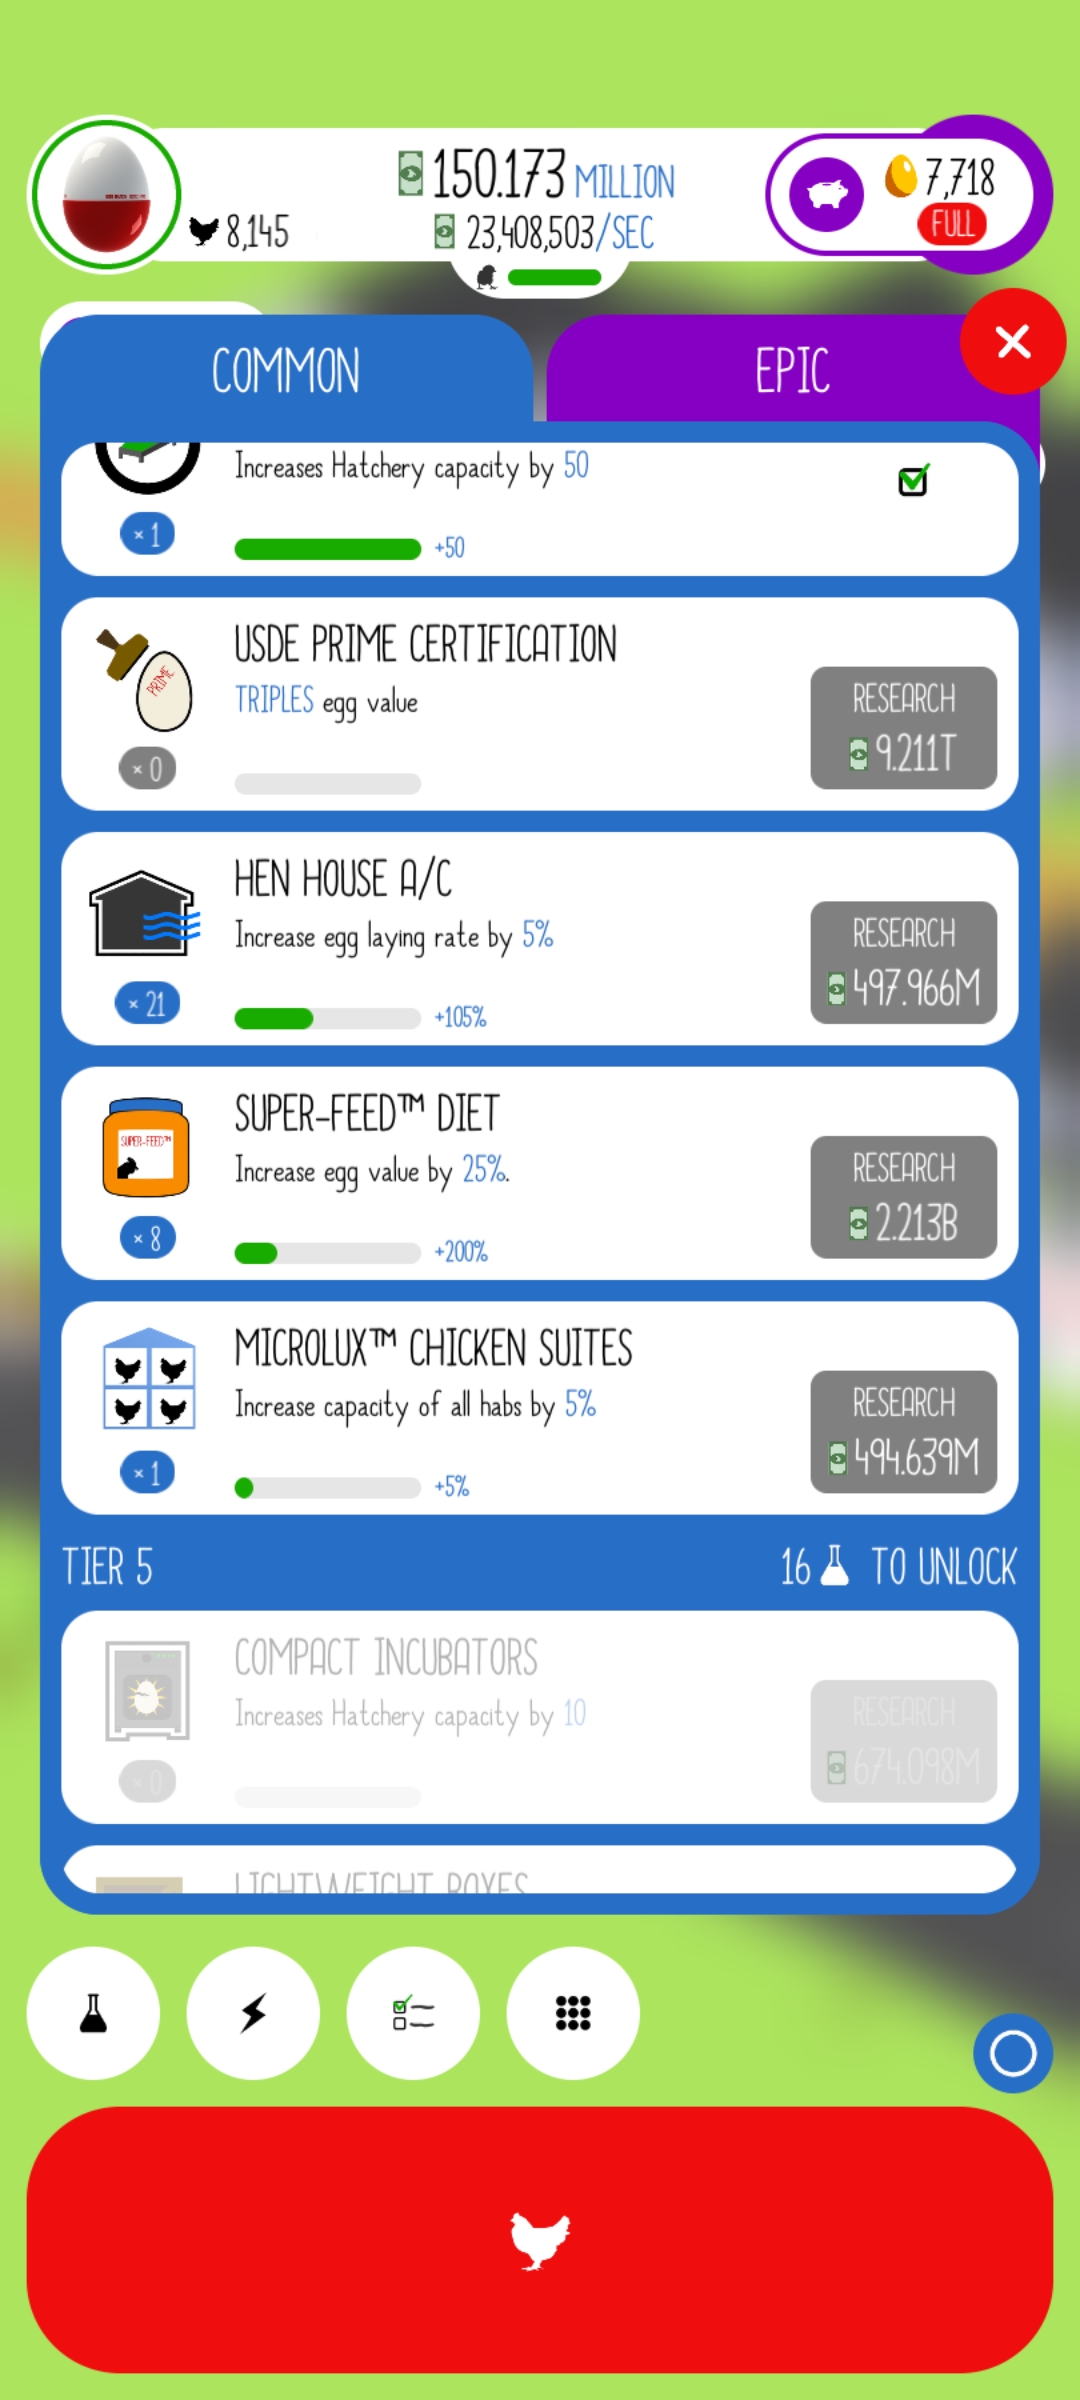 150.173 MILLION
8,145
23,408,503/SEC
7,718
FULL
COMMON
EPIC
Increases Hatchery capacity by 50
× 1
+50
USDE PRIME CERTIFICATION
TRIPLES egg value
PRIME
× 0
RESEARCH
9.211T
HEN HOUSE A/C
Increase egg laying rate by 5%
× 21
+105%
RESEARCH
497.966M
SUPER-FEED™ DIET
Increase egg value by 25%.
SUPER-FEED™
× 8
+200%
RESEARCH
2.213B
MICROLUX™ CHICKEN SUITES
Increase capacity of all habs by 5%
× 1
+5%
RESEARCH
494.639M
TIER 5
16 TO UNLOCK
COMPACT INCUBATORS
Increases Hatchery capacity by 10
× 0
RESEARCH
674.098M
LIGHTWEIGHT BOXES